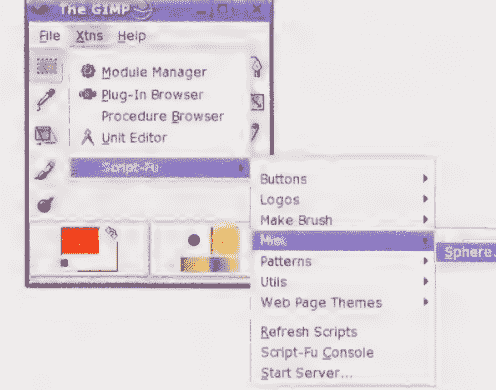 The GIMP
File Xtns Help
Module Manager
Plug-In Browser
Procedure Browser
Unit Editor
Script-Fu
Buttons
Logos
Make Brush
Misc
Patterns
Utils
Web Page Themes
Refresh Scripts
Script-Fu Console
Start Server...
Sphere.